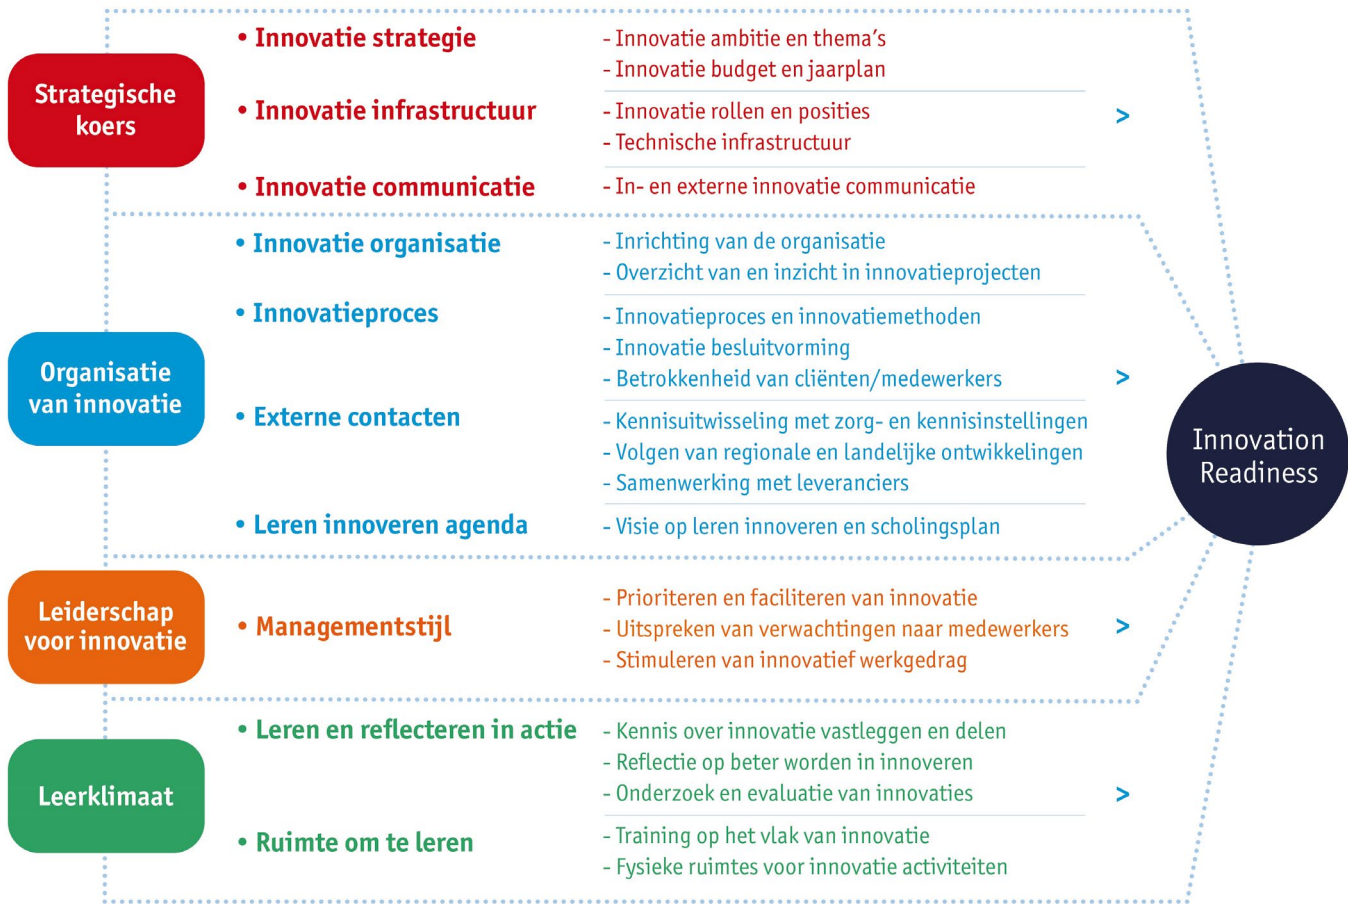 Strategische
koers
• Innovatie strategie
- Innovatie ambitie en thema's
- Innovatie budget en jaarplan
• Innovatie infrastructuur
- Innovatie rollen en posities
- Technische infrastructuur
>
• Innovatie communicatie
- In- en externe innovatie communicatie
Organisatie
van innovatie
• Innovatie organisatie
- Inrichting van de organisatie
- Overzicht van en inzicht in innovatieprojecten
• Innovatieproces
- Innovatieproces en innovatiemethoden
- Innovatie besluitvorming
- Betrokkenheid van cliënten/medewerkers
>
• Externe contacten
- Kennisuitwisseling met zorg- en kennisinstellingen
- Volgen van regionale en landelijke ontwikkelingen
- Samenwerking met leveranciers
• Leren innoveren agenda
- Visie op leren innoveren en scholingsplan
Leiderschap
voor innovatie
• Managementstijl
- Prioriteren en faciliteren van innovatie
- Uitspreken van verwachtingen naar medewerkers
- Stimuleren van innovatief werkgedrag
>
Leerklimaat
• Leren en reflecteren in actie
- Kennis over innovatie vastleggen en delen
- Reflectie op beter worden in innoveren
- Onderzoek en evaluatie van innovaties
>
• Ruimte om te leren
- Training op het vlak van innovatie
- Fysieke ruimtes voor innovatie activiteiten
Innovation
Readiness